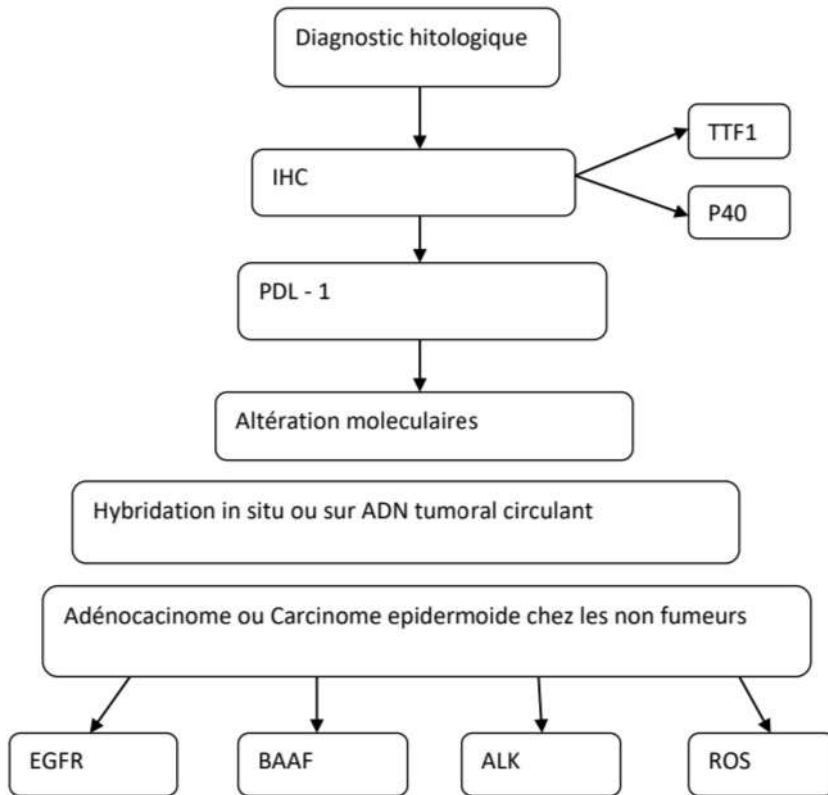 Diagnostic hitologique
TTF1
IHC
P40
PDL - 1
Altération moleculaires
Hybridation in situ ou sur ADN tumoral circulant
Adénocacinome ou Carcinome epidermoide chez les non fumeurs
EGFR
BAAF
ALK
ROS